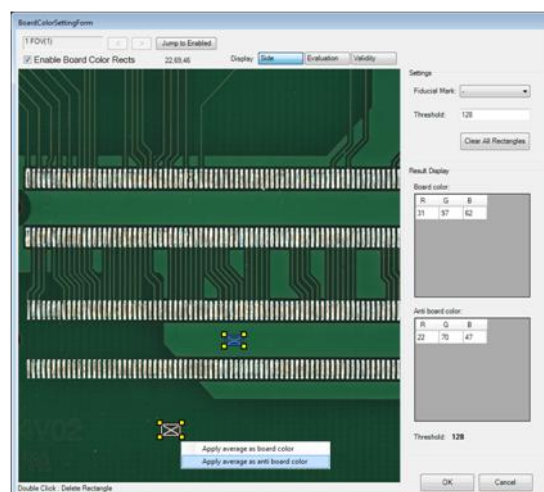 BoardColorSettingForm
1 FOV(1)
<
>
Jump to Enabled
Enable Board Color Rects
22,69,46
Display
Side
Evaluation
Validity
Settings
Fiducial Mark:
-
Threshold:
128
Clear All Rectangles
Result Display
Board color:
R G B
31 97 62
Anti board color:
R G B
22 70 47
Threshold: 128
Apply average as board color
Apply average as anti board color
Double Click : Delete Rectangle
OK
Cancel